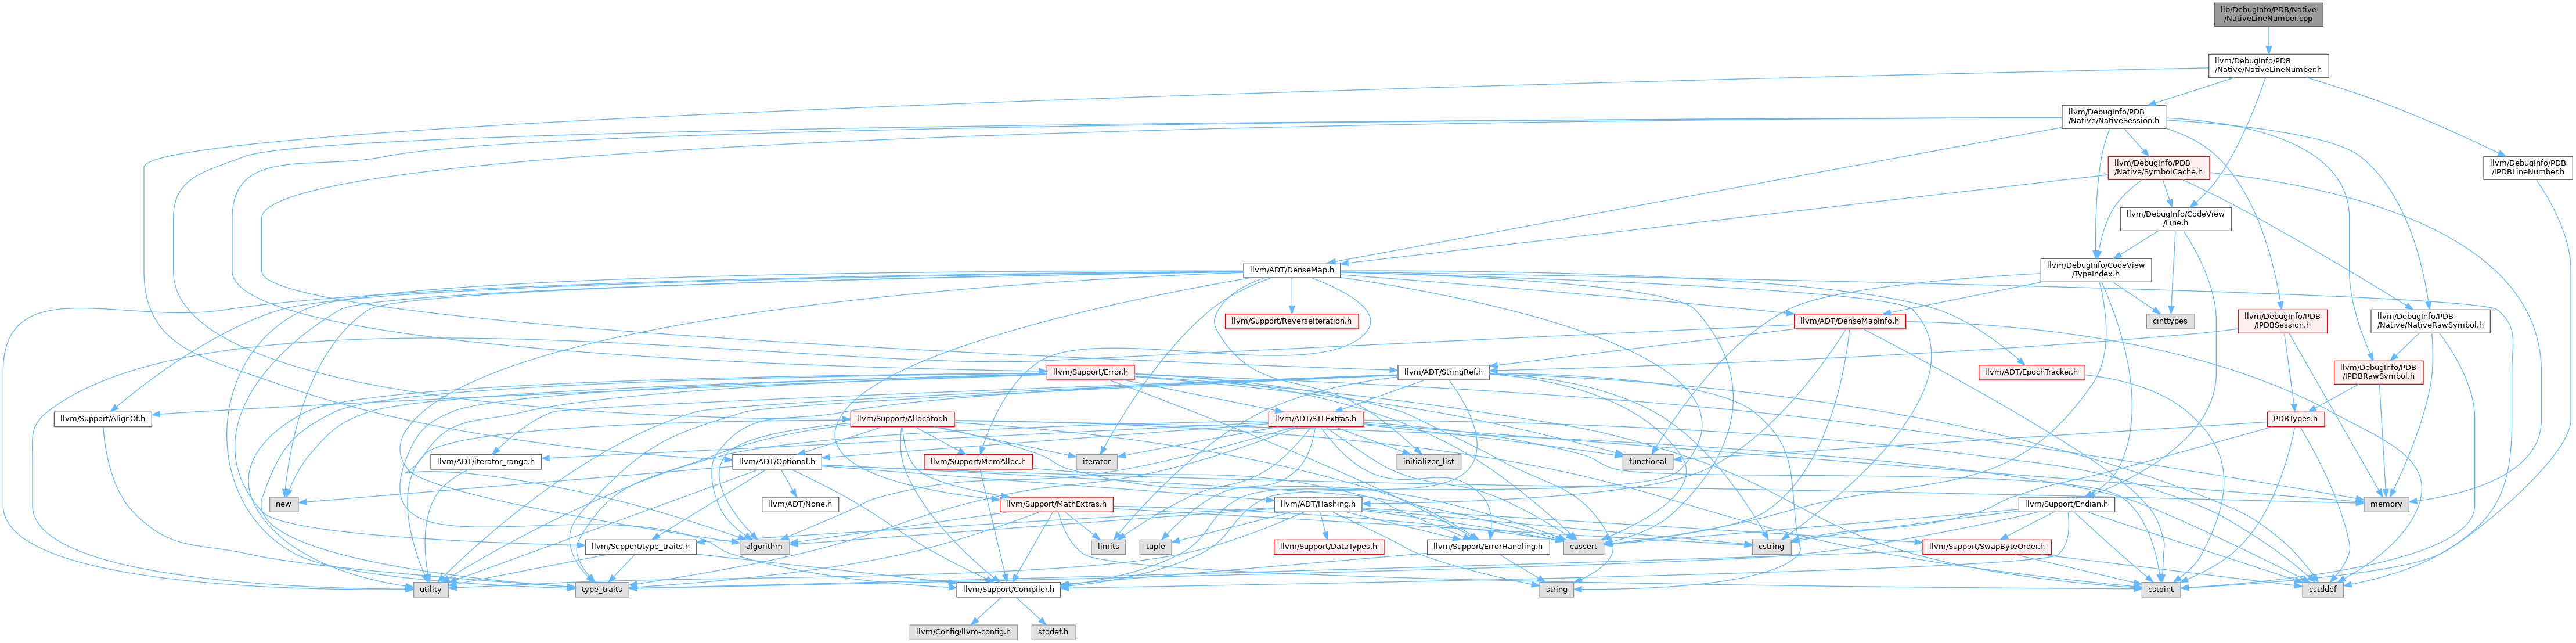 lib/DebugInfo/PDB/Native
/NativeLineNumber.cpp
llvm/DebugInfo/PDB
/Native/NativeLineNumber.h
llvm/DebugInfo/PDB
/Native/NativeSession.h
llvm/DebugInfo/PDB
/Native/SymbolCache.h
llvm/DebugInfo/PDB
/IPDBLineNumber.h
llvm/DebugInfo/CodeView
/Line.h
llvm/ADT/DenseMap.h
llvm/DebugInfo/CodeView
/TypeIndex.h
llvm/Support/ReverseIteration.h
llvm/ADT/DenseMapInfo.h
cinttypes
llvm/DebugInfo/PDB
/IPDBSession.h
llvm/DebugInfo/PDB
/Native/NativeRawSymbol.h
llvm/Support/Error.h
llvm/ADT/StringRef.h
llvm/ADT/EpochTracker.h
llvm/DebugInfo/PDB
/IPDBRawSymbol.h
llvm/Support/AlignOf.h
llvm/Support/Allocator.h
llvm/ADT/STLExtras.h
PDBTypes.h
llvm/ADT/iterator_range.h
llvm/ADT/Optional.h
llvm/Support/MemAlloc.h
iterator
initializer_list
functional
new
llvm/ADT/None.h
llvm/Support/MathExtras.h
llvm/ADT/Hashing.h
llvm/Support/Endian.h
memory
llvm/Support/type_traits.h
algorithm
limits
tuple
llvm/Support/DataTypes.h
llvm/Support/ErrorHandling.h
cassert
cstring
llvm/Support/SwapByteOrder.h
utility
type_traits
llvm/Support/Compiler.h
string
cstdint
cstddef
llvm/Config/llvm-config.h
stddef.h